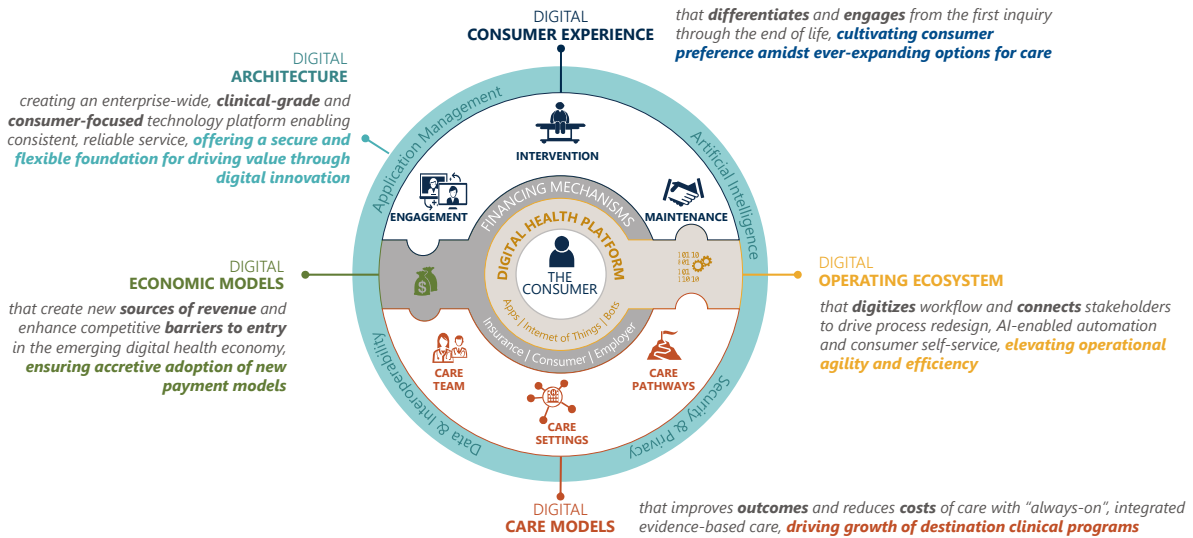 DIGITAL
CONSUMER EXPERIENCE
that differentiates and engages from the first inquiry
through the end of life, cultivating consumer
preference amidst ever-expanding options for care
DIGITAL
ARCHITECTURE
creating an enterprise-wide, clinical-grade and
consumer-focused technology platform enabling
consistent, reliable service, offering a secure and
flexible foundation for driving value through
digital innovation
Application Management
Artificial Intelligence
INTERVENTION
ENGAGEMENT
MAINTENANCE
FINANCING MECHANISMS
DIGITAL HEALTH PLATFORM
THE
CONSUMER
Apps | Internet of Things | Bots
Insurance | Consumer | Employer
$
01 10
01
01
10 10
DIGITAL
ECONOMIC MODELS
that create new sources of revenue and
enhance competitive barriers to entry
in the emerging digital health economy,
ensuring accretive adoption of new
payment models
DIGITAL
OPERATING ECOSYSTEM
that digitizes workflow and connects stakeholders
to drive process redesign, AI-enabled automation
and consumer self-service, elevating operational
agility and efficiency
CARE
TEAM
CARE
PATHWAYS
CARE
SETTINGS
Data & Interoperability
Security & Privacy
DIGITAL
CARE MODELS
that improves outcomes and reduces costs of care with “always-on”, integrated
evidence-based care, driving growth of destination clinical programs